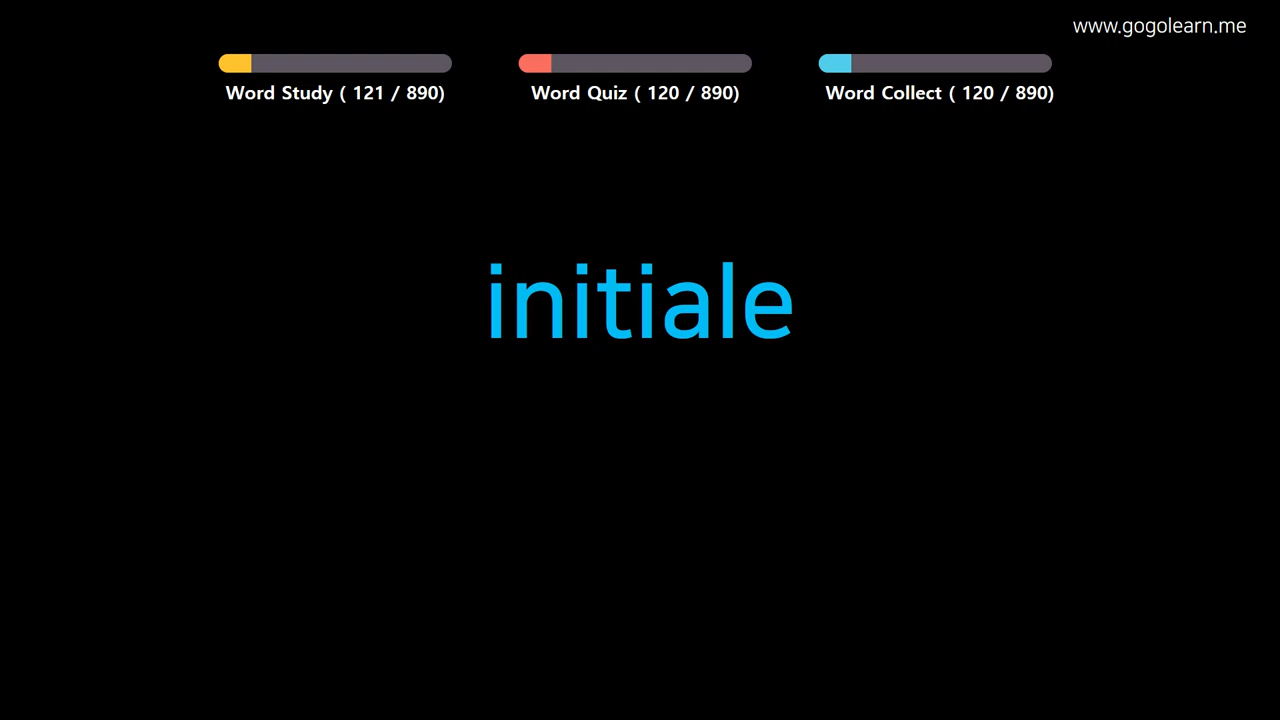 www.gogolearn.me
Word Study ( 121 / 890)
Word Quiz ( 120 / 890)
Word Collect ( 120 / 890)
initiale